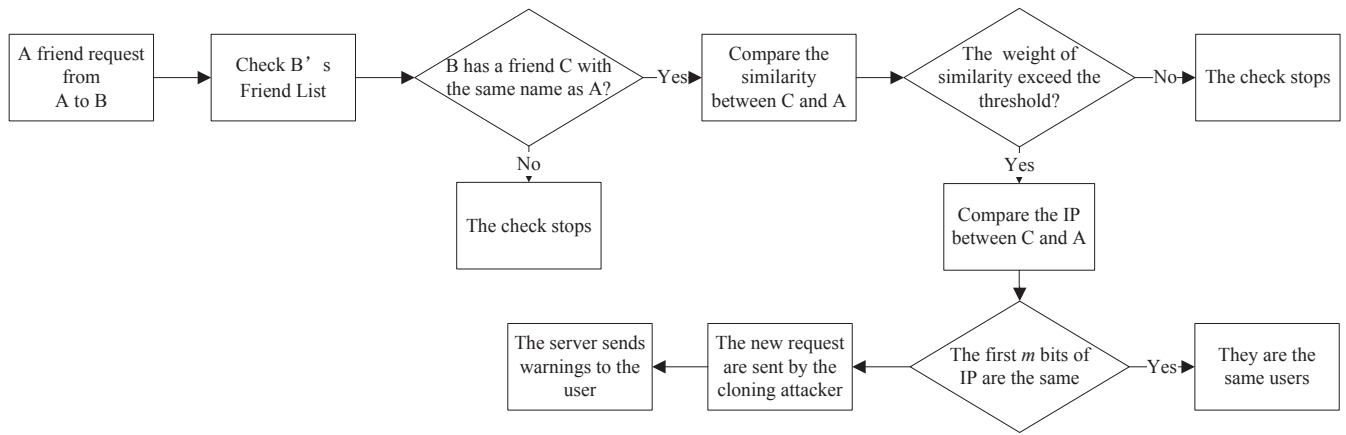 A friend request
from
A to B
Check B’s
Friend List
B has a friend C with
the same name as A?
Yes
Compare the
similarity
between C and A
The weight of
similarity exceed the
threshold?
No
The check stops
No
The check stops
Yes
Compare the IP
between C and A
The first m bits of
IP are the same
Yes
They are the
same users
The new request
are sent by the
cloning attacker
The server sends
warnings to the
user